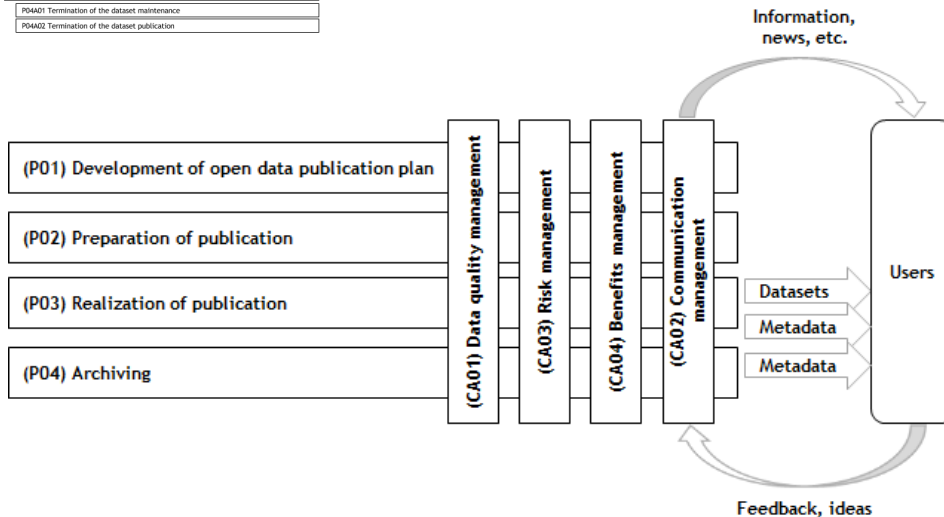 P04A01 Termination of the dataset maintenance
P04A02 Termination of the dataset publication
Information,
news, etc.
(P01) Development of open data publication plan
(P02) Preparation of publication
(P03) Realization of publication
(P04) Archiving
(CA01) Data quality management
(CA03) Risk management
(CA04) Benefits management
(CA02) Communication
management
Datasets
Metadata
Metadata
Users
Feedback, ideas